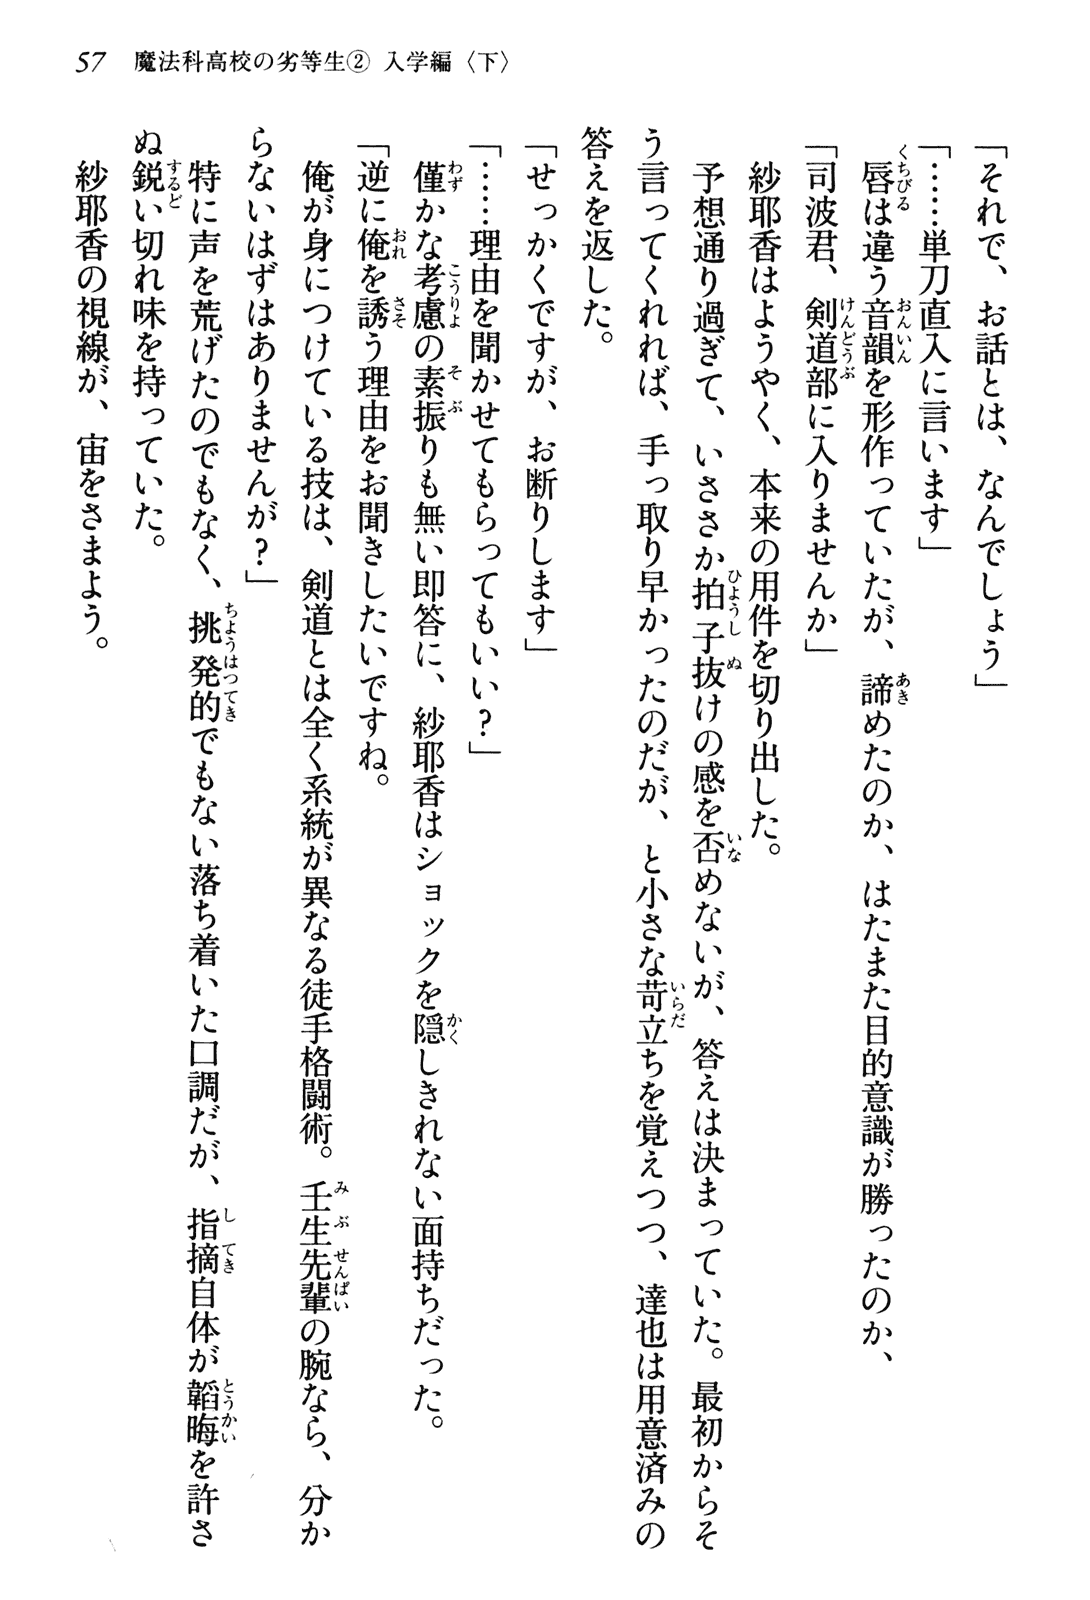 57 魔法科高校の劣等生② 入学編〈下〉
「それで、お話とは、なんでしょう」
「……単刀直入に言います」
唇は違う音韻を形作っていたが、諦めたのか、はたまた目的意識が勝ったのか、
「司波君、剣道部に入りませんか」
紗耶香はようやく、本来の用件を切り出した。
予想通り過ぎて、いささか拍子抜けの感を否めないが、答えは決まっていた。最初からそ
う言ってくれれば、手っ取り早かったのだが、と小さな苛立ちを覚えつつ、達也は用意済みの
答えを返した。
「せっかくですが、お断りします」
「……理由を聞かせてもらってもいい？」
僅かな考慮の素振りも無い即答に、紗耶香はショックを隠しきれない面持ちだった。
「逆に俺を誘う理由をお聞きしたいですね。
俺が身につけている技は、剣道とは全く系統が異なる徒手格闘術。壬生先輩の腕なら、分か
らないはずはありませんが？」
特に声を荒げたのでもなく、挑発的でもない落ち着いた口調だが、指摘自体が韜晦を許さ
ぬ鋭い切れ味を持っていた。
紗耶香の視線が、宙をさまよう。